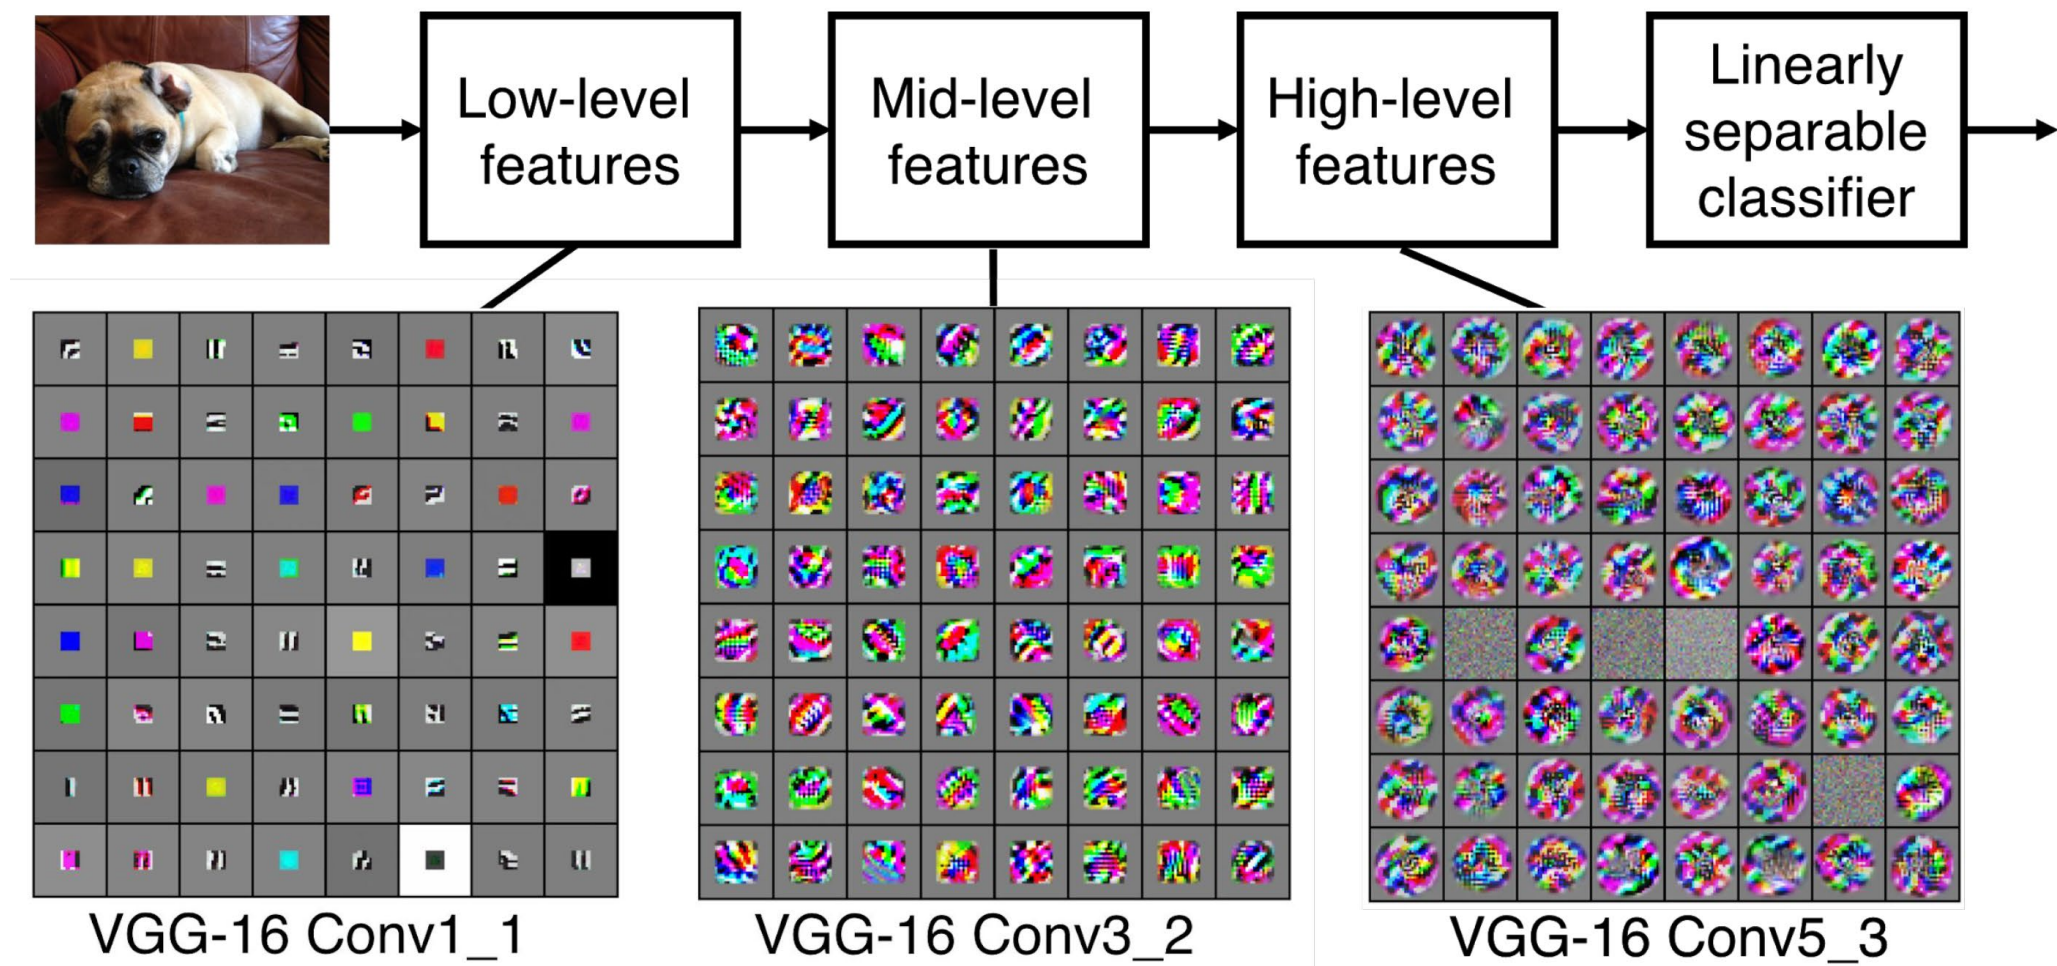 Low-level
features
Mid-level
features
High-level
features
Linearly
separable
classifier
VGG-16 Conv1_1
VGG-16 Conv3_2
VGG-16 Conv5_3